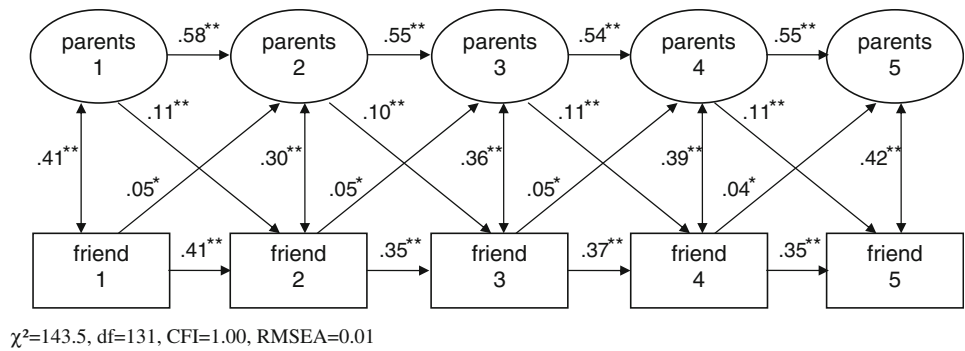 parents
1
.58**
parents
2
.55**
parents
3
.54**
parents
4
.55**
parents
5
.11**
.10**
.11**
.11**
.41**
.30**
.36**
.39**
.42**
.05*
.05*
.05*
.04*
friend
1
.41**
friend
2
.35**
friend
3
.37**
friend
4
.35**
friend
5
χ²=143.5, df=131, CFI=1.00, RMSEA=0.01